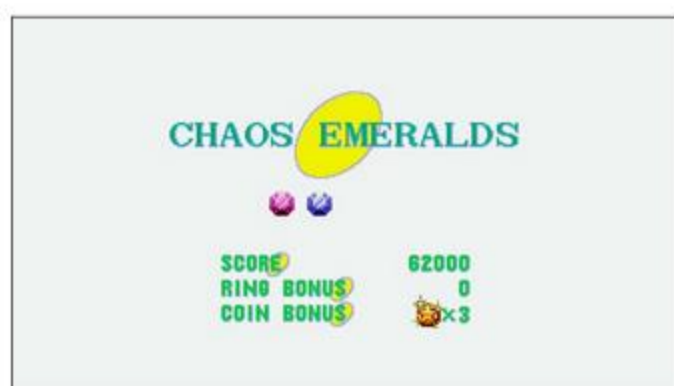 CHAOS EMERALDS
SCORE 62000
RING BONUS 0
COIN BONUS ×3